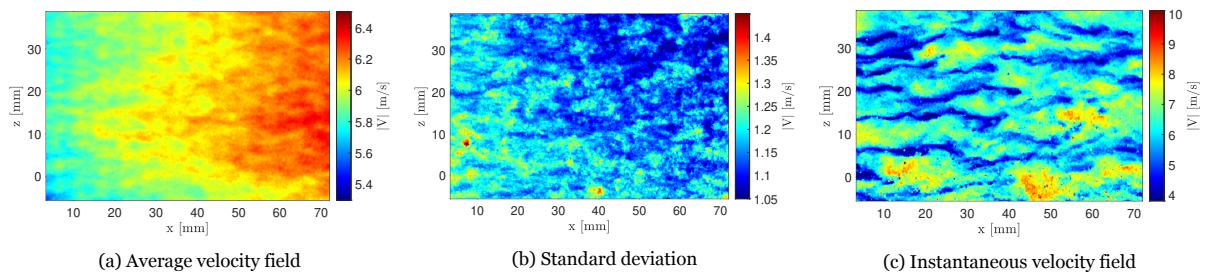 30
20
10
0
z [mm]
10 20 30 40 50 60 70
x [mm]
6.4
6.2
6
5.8
5.6
5.4
|V| [m/s]
(a) Average velocity field
30
20
10
0
z [mm]
10 20 30 40 50 60 70
x [mm]
1.4
1.35
1.3
1.25
1.2
1.15
1.1
1.05
|V| [m/s]
(b) Standard deviation
30
20
10
0
z [mm]
10 20 30 40 50 60 70
x [mm]
10
9
8
7
6
5
4
|V| [m/s]
(c) Instantaneous velocity field